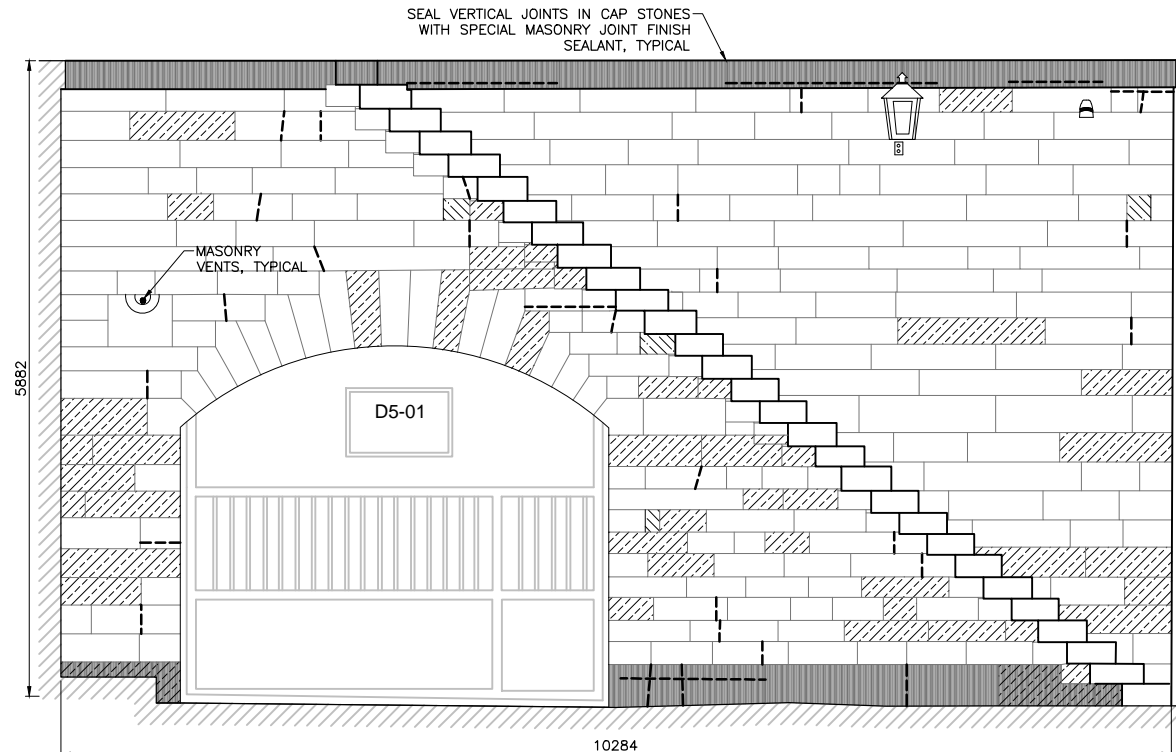 SEAL VERTICAL JOINTS IN CAP STONES
WITH SPECIAL MASONRY JOINT FINISH
SEALANT, TYPICAL
MASONRY
VENTS, TYPICAL
5882
D5-01
10284